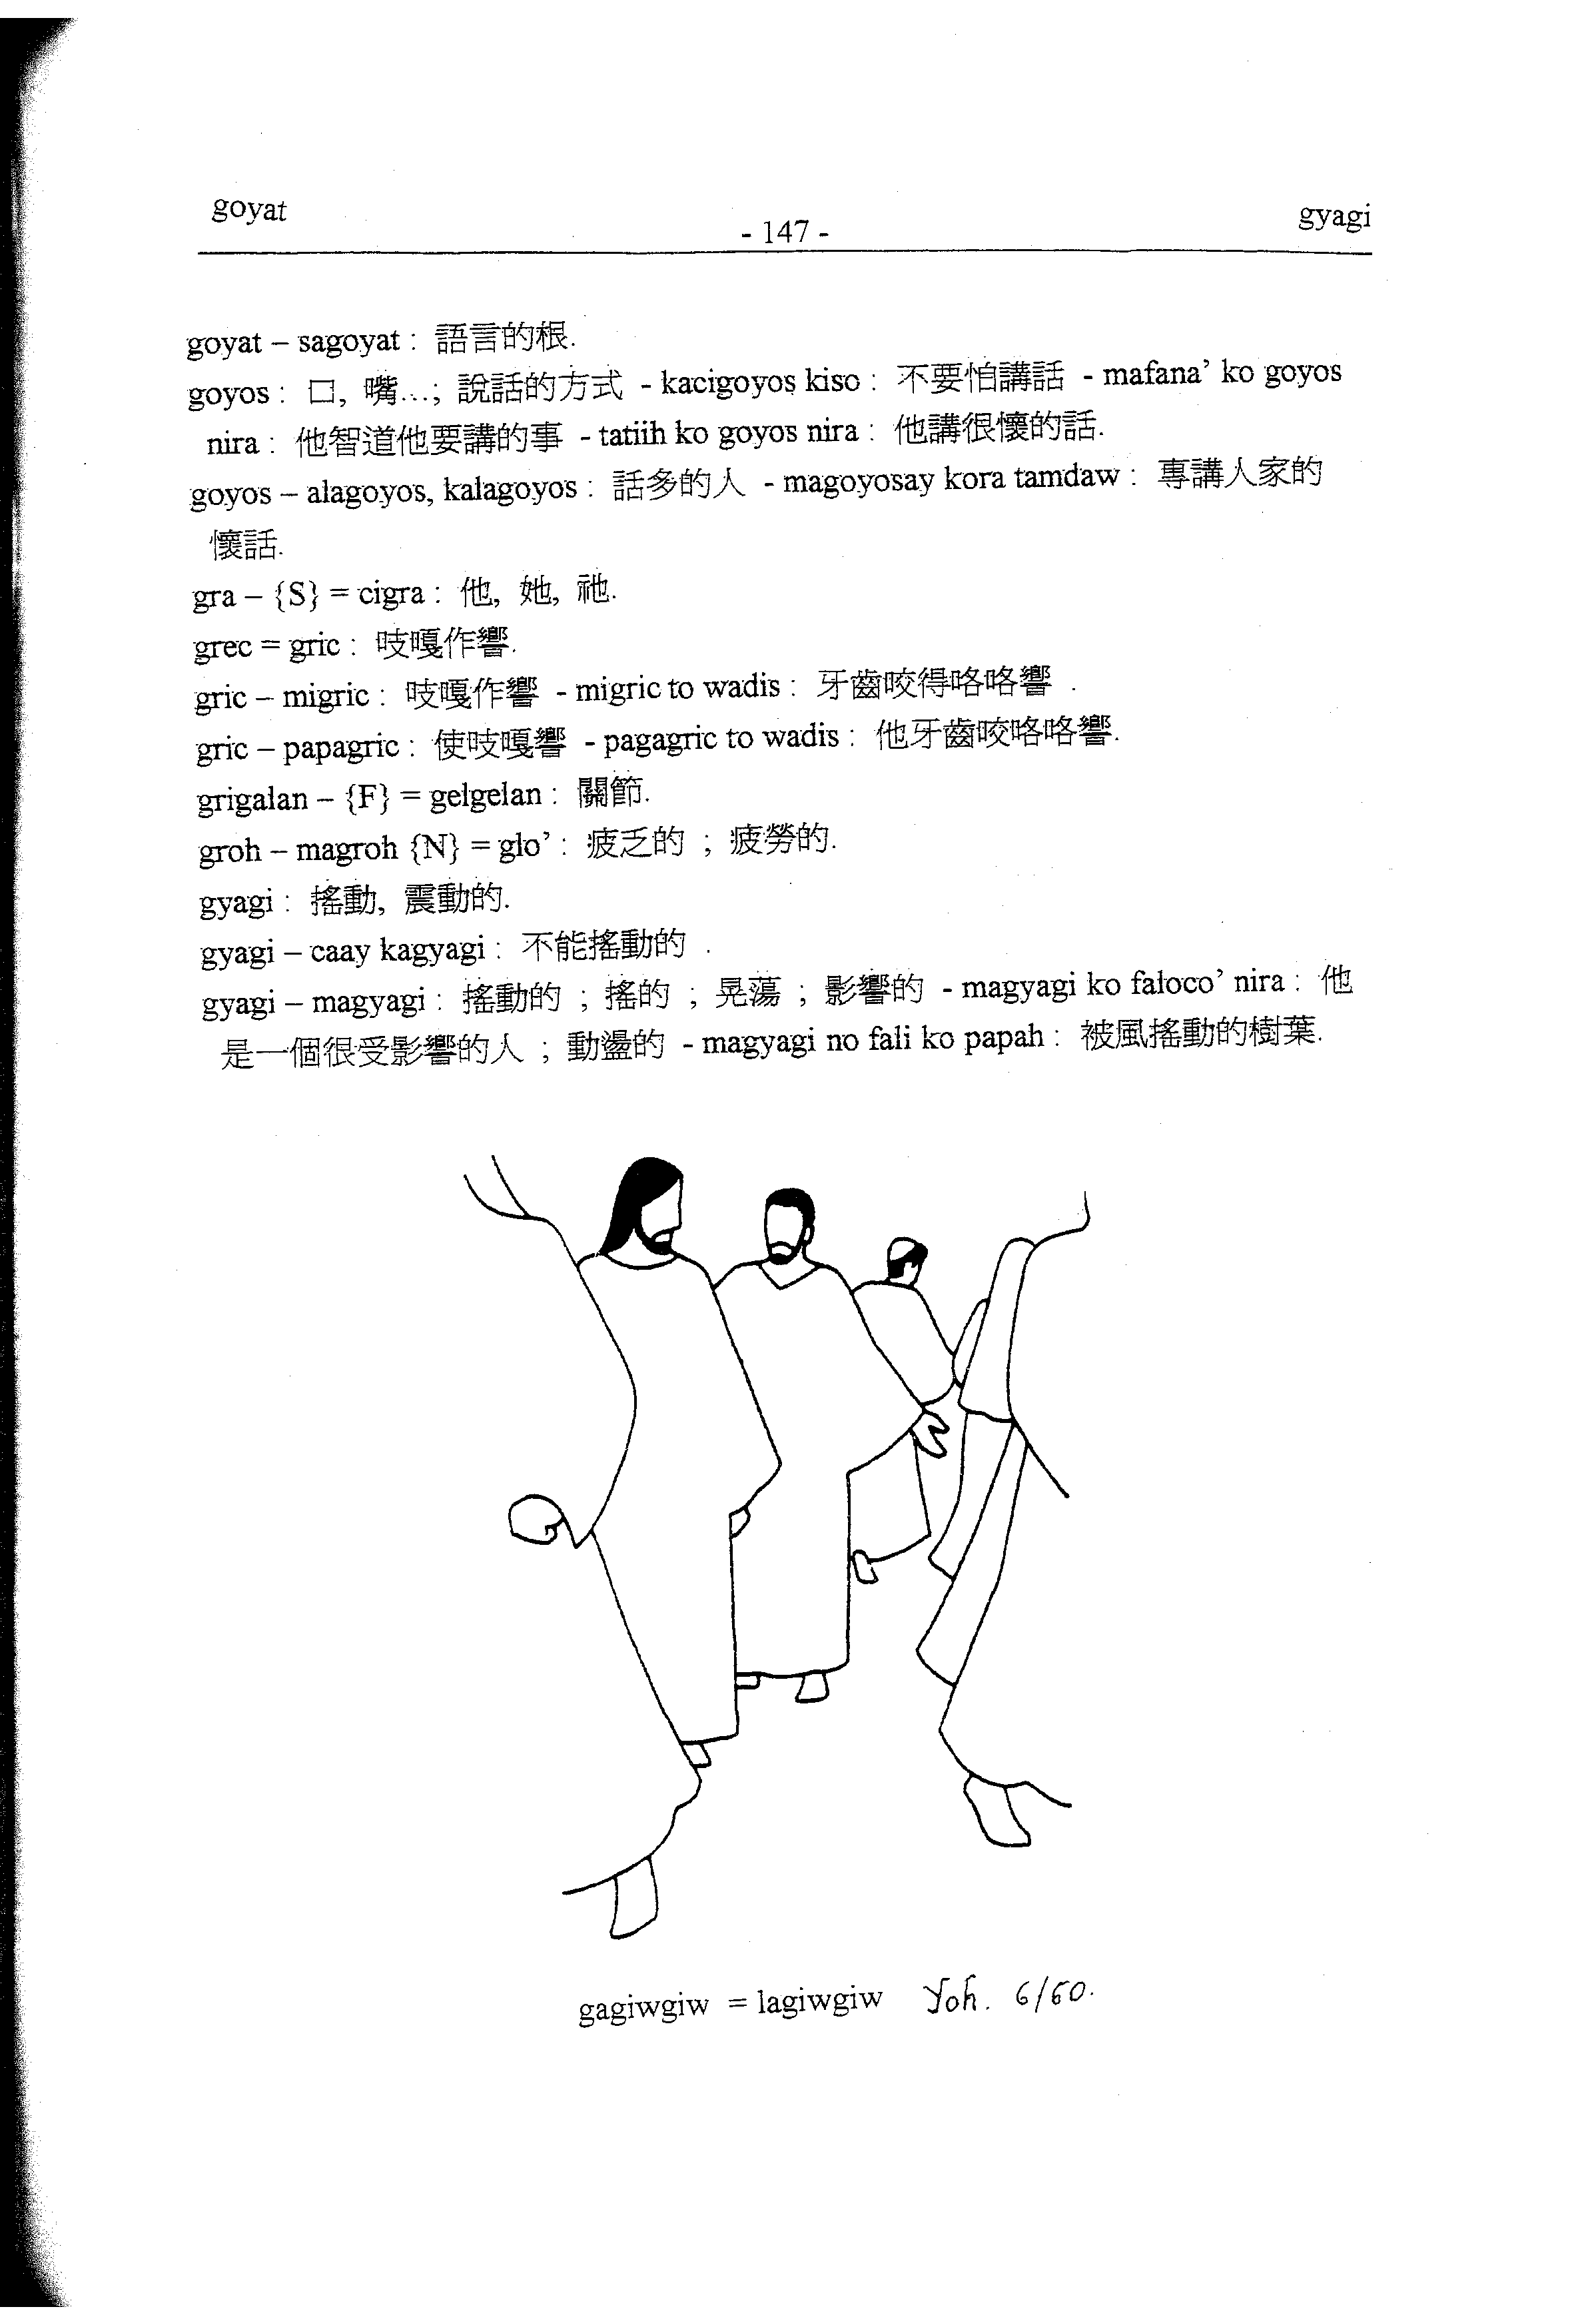 goyat
- 147 -
gyagi
goyat – sagoyat : 語言的根.
goyos : 口, 嘴...; 說話的方式 - kacigoyos kiso : 不要怕講話 - mafana’ ko goyos
nira : 他智道他要講的事 - tatiih ko goyos nira : 他講很懷的話.
goyos – alagoyos, kalagoyos : 話多的人 - magoyosay kora tamdaw : 專講人家的
懷話.
gra – {S} = cigra : 他, 她, 祂.
grec = gric : 吱嘎作響.
gric – migric : 吱嘎作響 - migric to wadis : 牙齒咬得咯咯響 .
gric – papagric : 使吱嘎響 - pagagric to wadis : 他牙齒咬咯咯響.
grigalan – {F} = gelgelan : 關節.
groh – magroh {N} = glo’ : 疲乏的 ; 疲勞的.
gyagi : 搖動, 震動的.
gyagi – caay kagyagi : 不能搖動的 .
gyagi – magyagi : 搖動的 ; 搖的 ; 晃蕩 ; 影響的 - magyagi ko faloco’ nira : 他
是一個很受影響的人 ; 動盪的 - magyagi no fali ko papah : 被風搖動的樹葉.
gagiwgiw = lagiwgiw Yoh. 6/60.